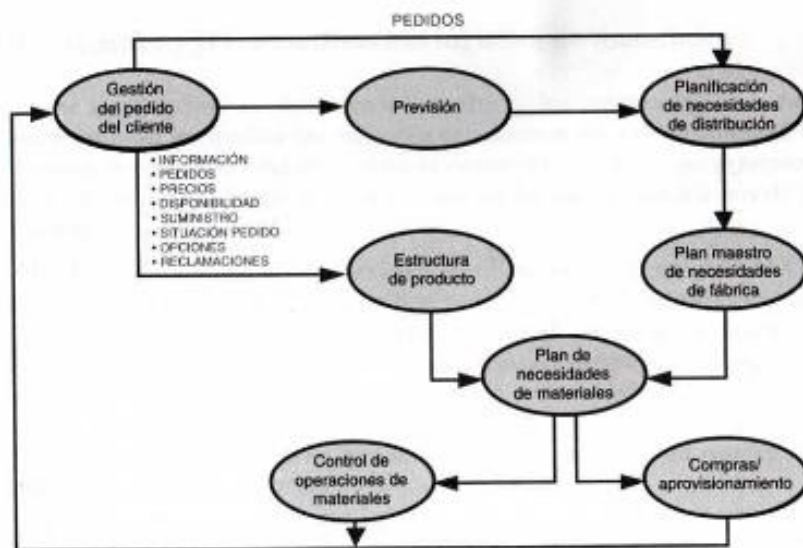 PEDIDOS
Gestión
del pedido
del cliente
Previsión
Planificación
de necesidades
de distribución
• INFORMACIÓN
• PEDIDOS
• PRECIOS
• DISPONIBILIDAD
• SUMINISTRO
• SITUACIÓN PEDIDO
• OPCIONES
• RECLAMACIONES
Estructura
de producto
Plan maestro
de necesidades
de fábrica
Plan de
necesidades
de materiales
Control de
operaciones de
materiales
Compras/
aprovisionamiento